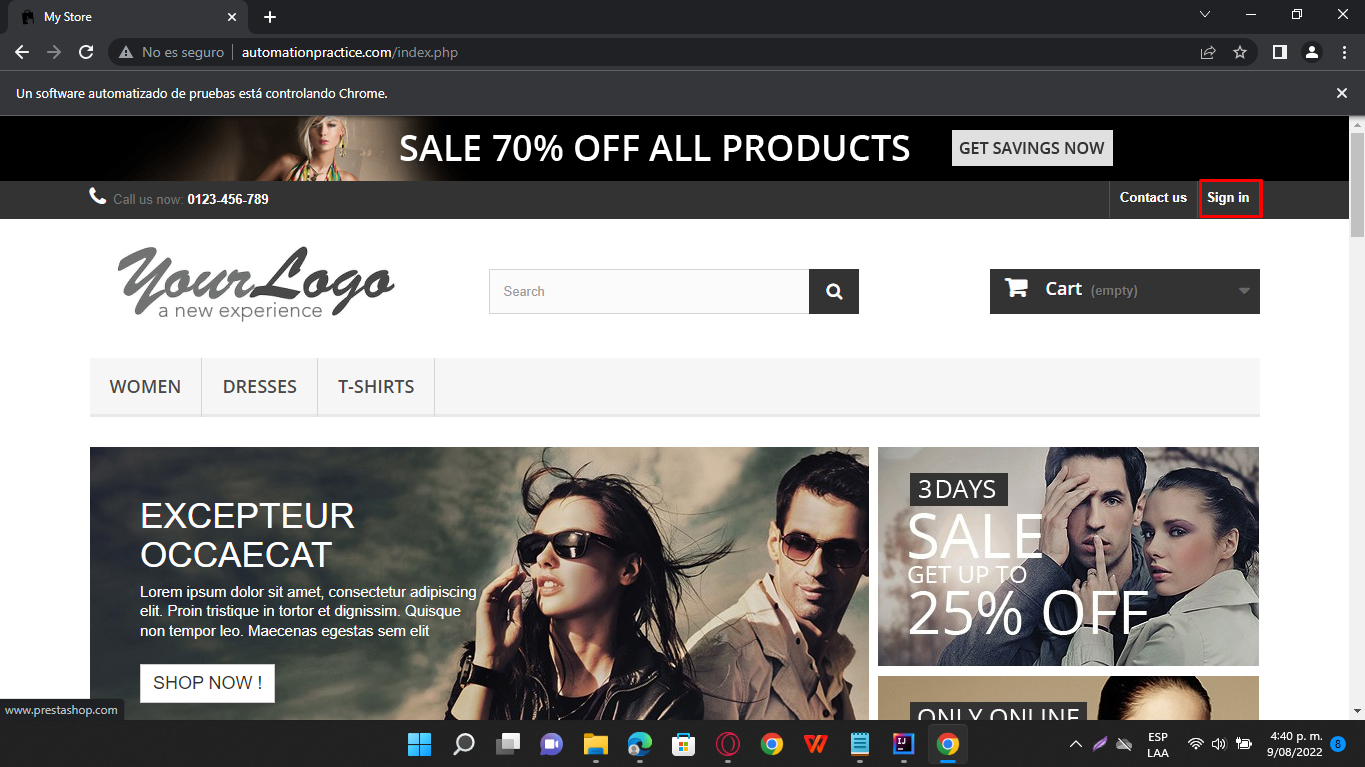 My Store
No es seguro
automationpractice.com/index.php
Un software automatizado de pruebas está controlando Chrome.
SALE 70% OFF ALL PRODUCTS
GET SAVINGS NOW
Call us now: 0123-456-789
Contact us
Sign in
YourLogo
a new experience
Search
Cart (empty)
WOMEN
DRESSES
T-SHIRTS
EXCEPTEUR
OCCAECAT
Lorem ipsum dolor sit amet, consectetur adipiscing
elit. Proin tristique in tortor et dignissim. Quisque
non tempor leo. Maecenas egestas sem elit
SHOP NOW !
3 DAYS
SALE
GET UP TO
25% OFF
ONLY ONLINE
www.prestashop.com
ESP
LAA
4:40 p. m.
9/08/2022
8